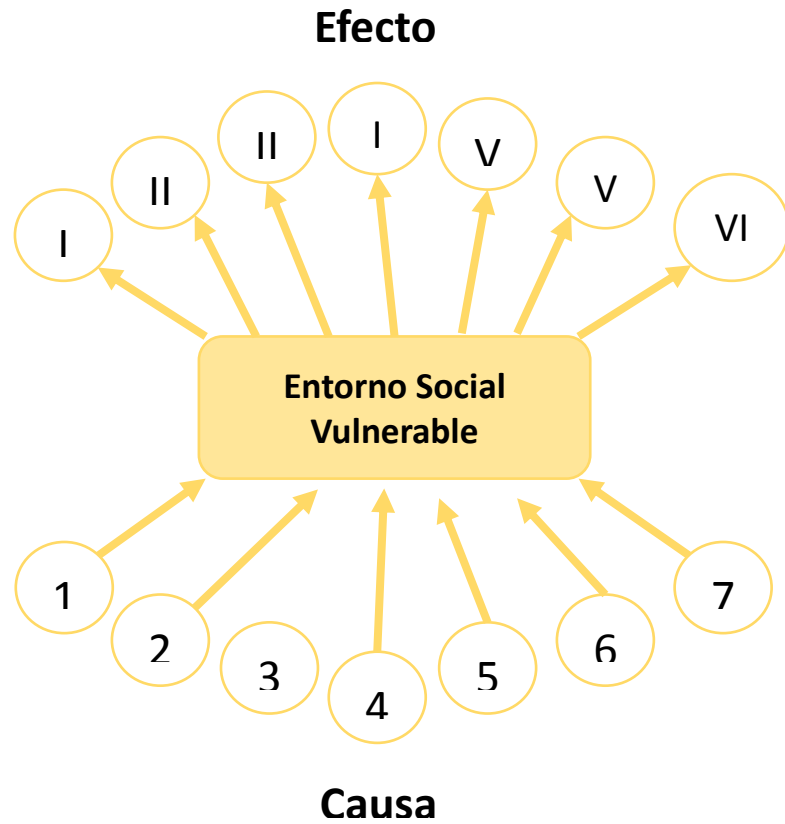 Efecto
I
II
II
I
V
V
VI
Entorno Social
Vulnerable
1
2
3
4
5
6
7
Causa